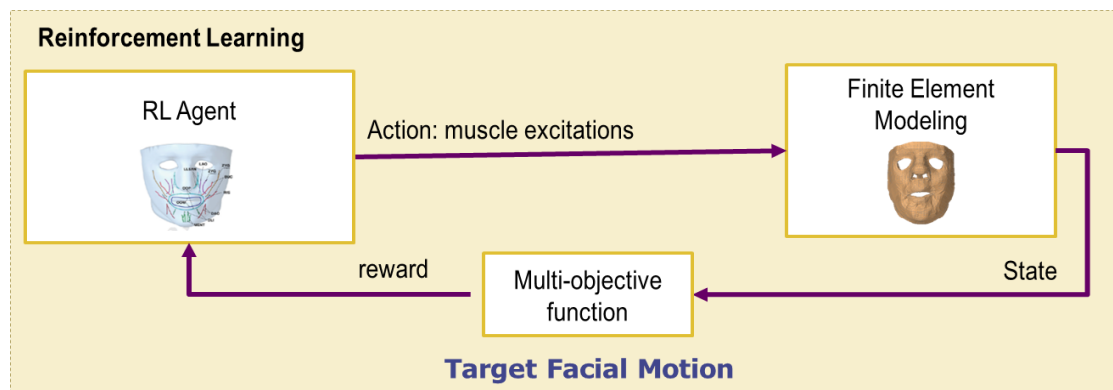 Reinforcement Learning
RL Agent
Action: muscle excitations
Finite Element
Modeling
reward
Multi-objective
function
State
Target Facial Motion